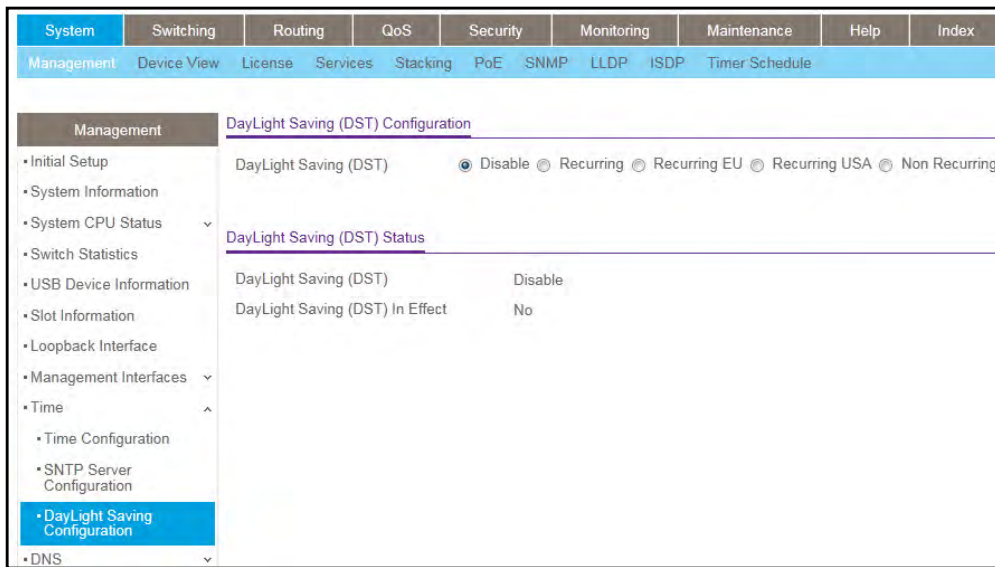 System Switching Routing QoS Security Monitoring Maintenance Help Index
Management Device View License Services Stacking PoE SNMP LLDP ISDP Timer Schedule
Management
Initial Setup
System Information
System CPU Status
Switch Statistics
USB Device Information
Slot Information
Loopback Interface
Management Interfaces
Time
Time Configuration
SNTP Server
Configuration
DayLight Saving
Configuration
DNS
DayLight Saving (DST) Configuration
DayLight Saving (DST) Disable Recurring Recurring EU Recurring USA Non Recurring
DayLight Saving (DST) Status
DayLight Saving (DST) Disable
DayLight Saving (DST) In Effect No